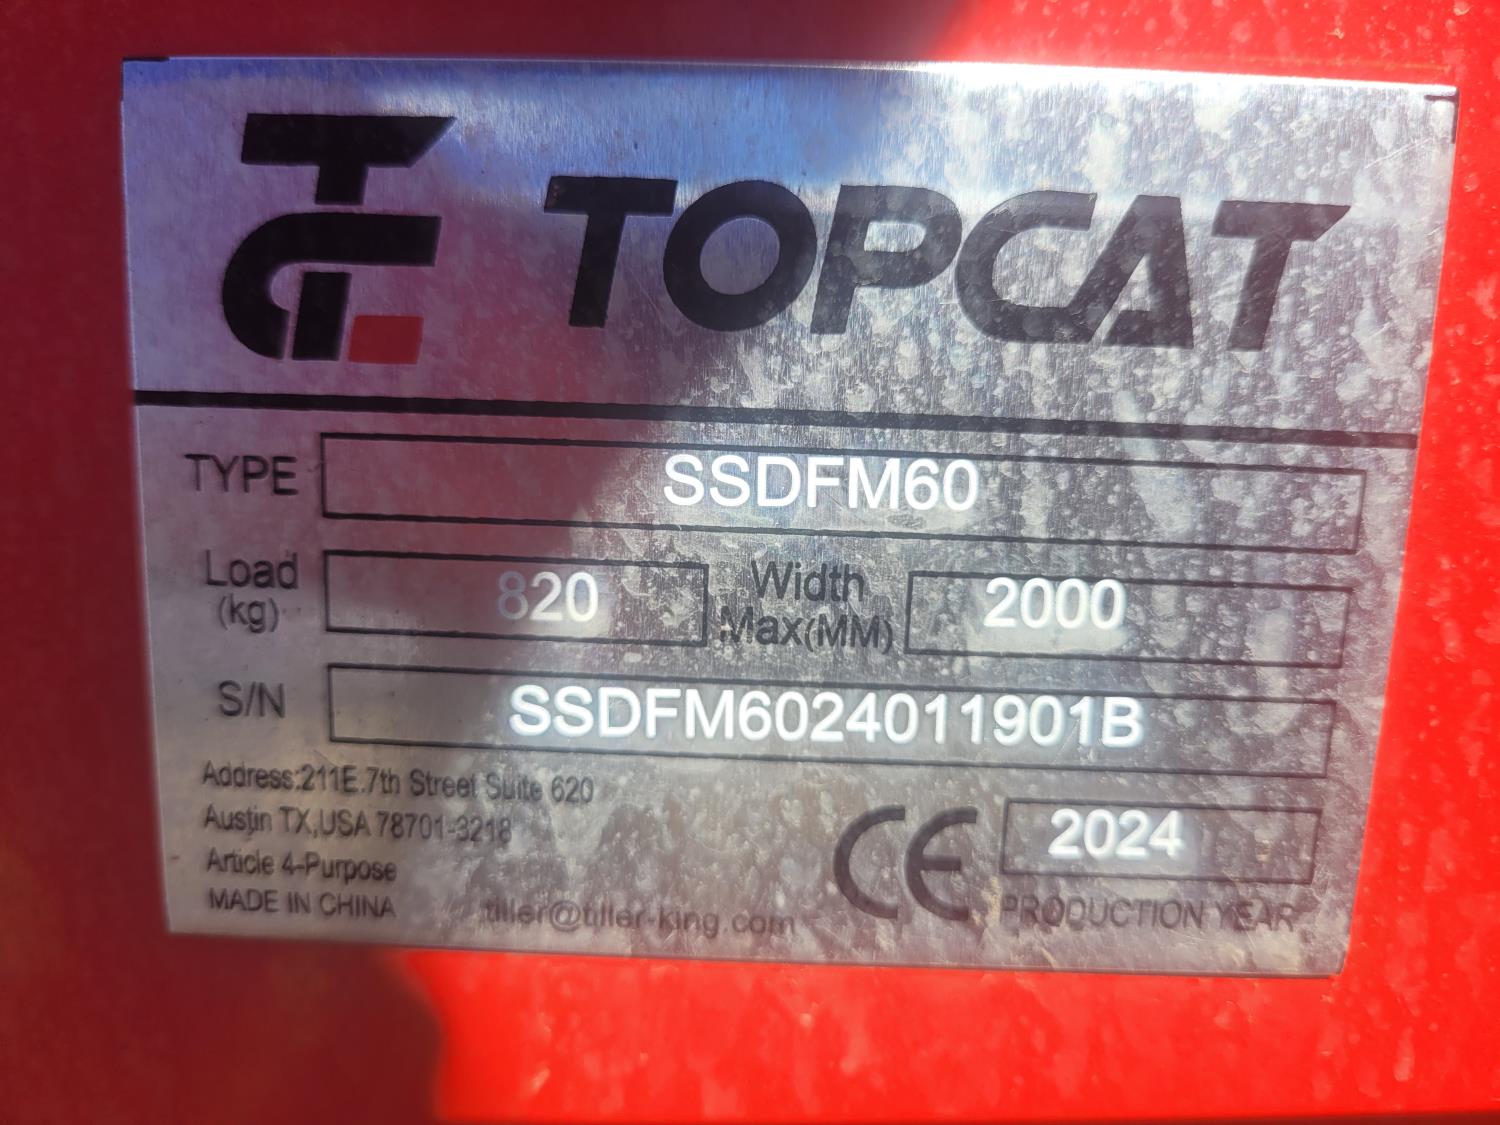 TOPCAT
TYPE SSDFM60
Load (kg) 820 Width Max(MM) 2000
S/N SSDFM6024011901B
Address:211E.7th Street Suite 620
Austin TX,USA 78701-3218
Article 4-Purpose
MADE IN CHINA
tiller@tiller-king.com
CE
2024
PRODUCTION YEAR